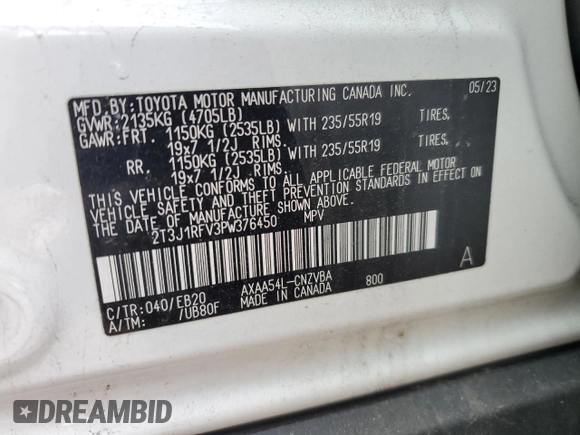 MFD.BY:TOYOTA MOTOR MANUFACTURING CANADA INC. 05/23
GVWR:2135KG (4705LB)
GAWR:FRT. 1150KG (2535LB) WITH 235/55R19 TIRES.
19x7 1/2J RIMS.
RR. 1150KG (2535LB) WITH 235/55R19 TIRES.
19x7 1/2J RIMS.
THIS VEHICLE CONFORMS TO ALL APPLICABLE FEDERAL MOTOR
VEHICLE SAFETY AND THEFT PREVENTION STANDARDS IN EFFECT ON
THE DATE OF MANUFACTURE SHOWN ABOVE.
2T3J1RFV3PW376450 MPV
A
C/TR:040/EB20 AXAA54L-CNZVBA 800
A/TM: /UB80F MADE IN CANADA
DREAMBID